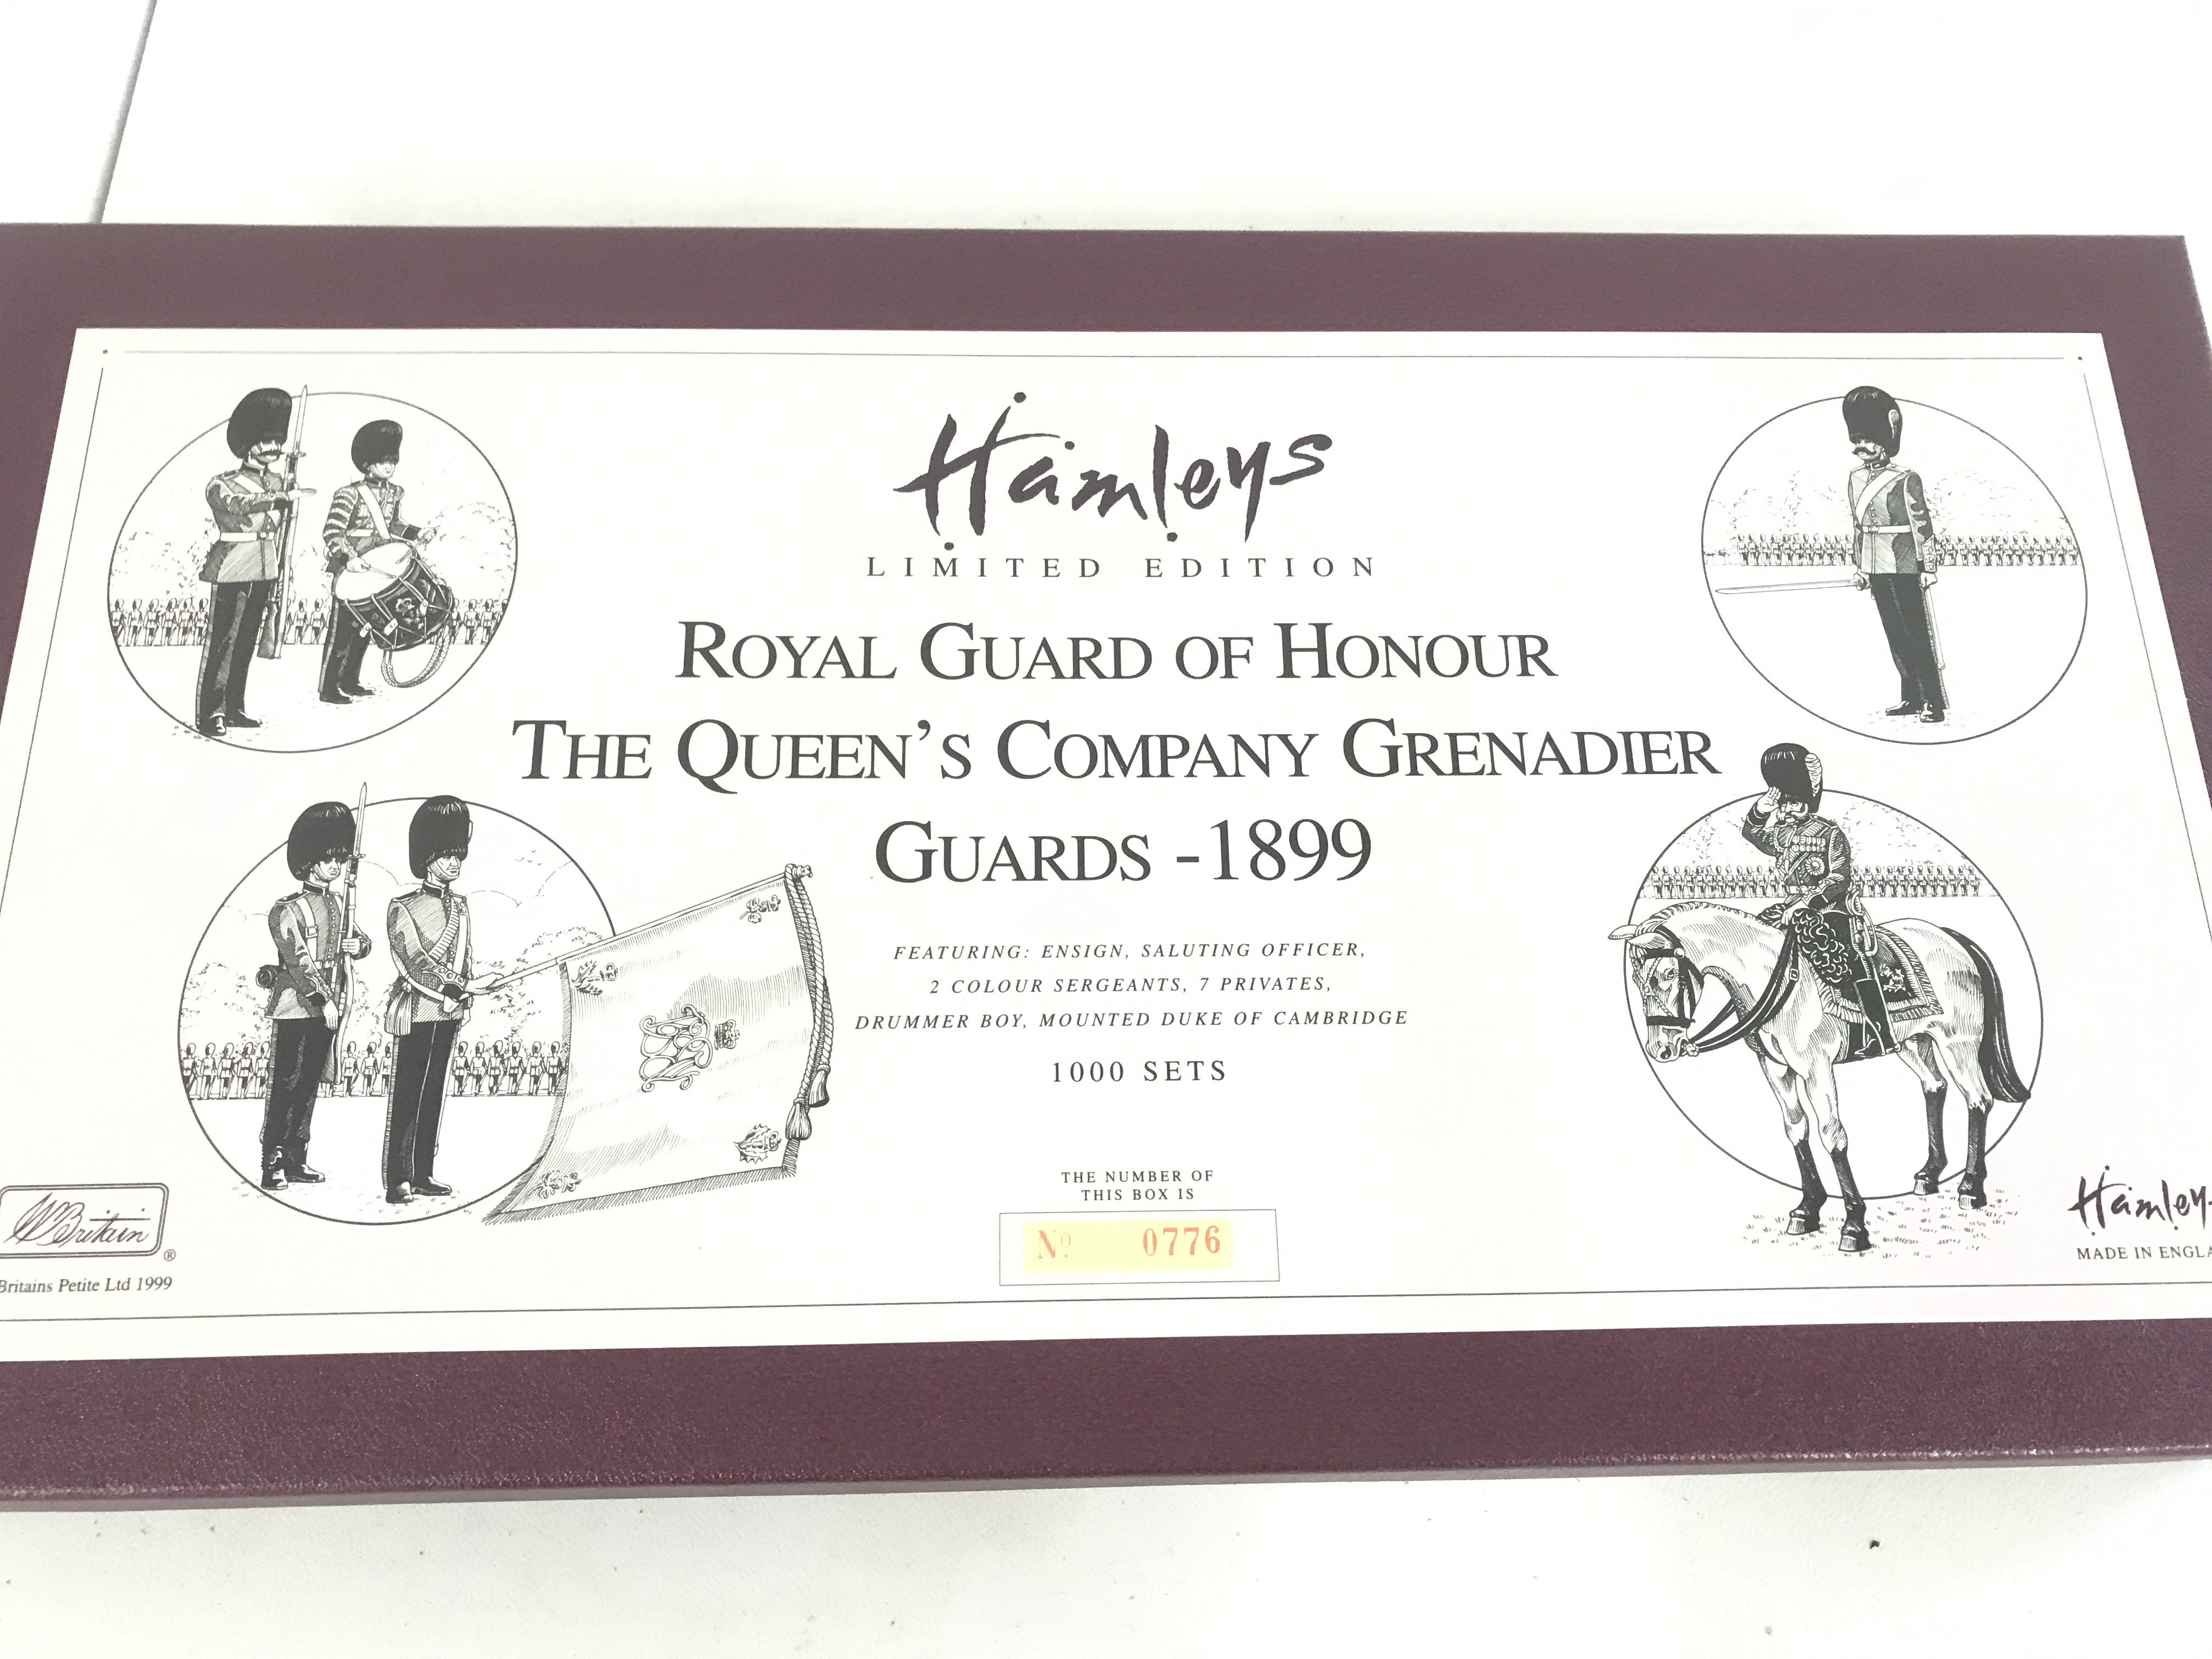 Hamleys
LIMITED EDITION
ROYAL GUARD OF HONOUR
THE QUEEN'S COMPANY GRENADIER
GUARDS -1899
FEATURING: ENSIGN, SALUTING OFFICER,
2 COLOUR SERGEANTS, 7 PRIVATES,
DRUMMER BOY, MOUNTED DUKE OF CAMBRIDGE
1000 SETS
THE NUMBER OF
THIS BOX IS
Nº 0776
WBritain ®
Britains Petite Ltd 1999
Hamley
MADE IN ENGLA